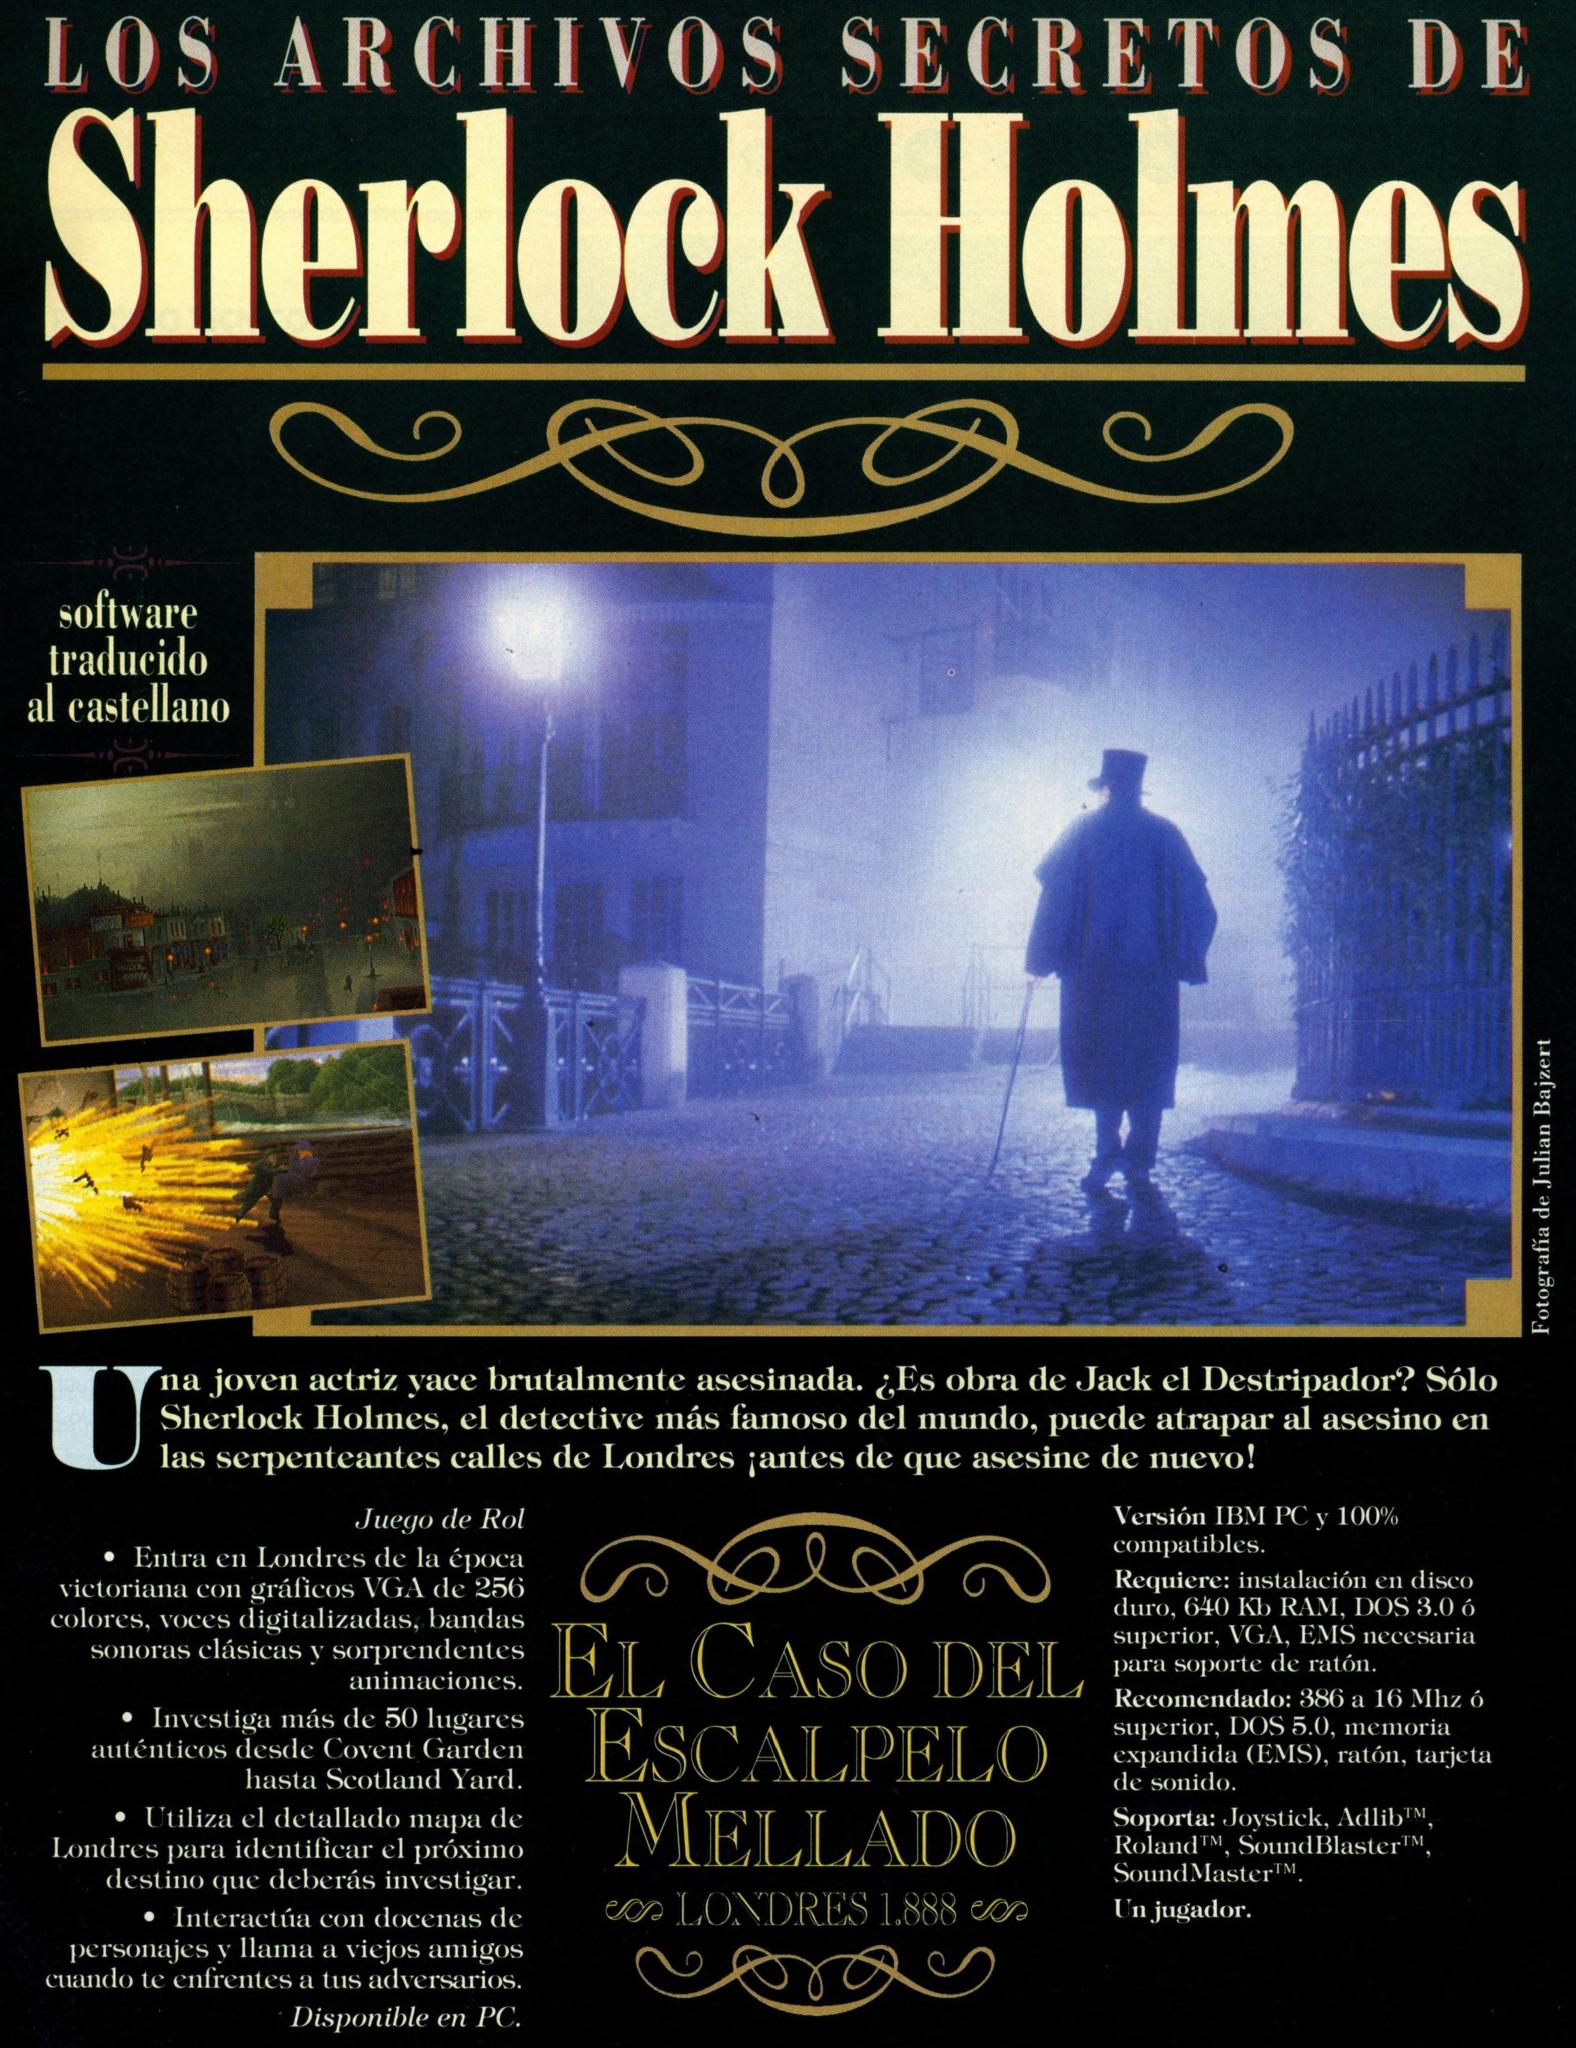 LOS ARCHIVOS SECRETOS DE
Sherlock Holmes
software
traducido
al castellano
Fotografía de Julian Bajzert
Una joven actriz yace brutalmente asesinada. ¿Es obra de Jack el Destripador? Sólo
Sherlock Holmes, el detective más famoso del mundo, puede atrapar al asesino en
las serpenteantes calles de Londres ¡antes de que asesine de nuevo!
Juego de Rol
• Entra en Londres de la época
victoriana con gráficos VGA de 256
colores, voces digitalizadas, bandas
sonoras clásicas y sorprendentes
animaciones.
• Investiga más de 50 lugares
auténticos desde Covent Garden
hasta Scotland Yard.
• Utiliza el detallado mapa de
Londres para identificar el próximo
destino que deberás investigar.
• Interactúa con docenas de
personajes y llama a viejos amigos
cuando te enfrentes a tus adversarios.
Disponible en PC.
EL CASO DEL
ESCALPELO
MELLADO
LONDRES 1.888
Versión IBM PC y 100%
compatibles.
Requiere: instalación en disco
duro, 640 Kb RAM, DOS 3.0 ó
superior, VGA, EMS necesaria
para soporte de ratón.
Recomendado: 386 a 16 Mhz ó
superior, DOS 5.0, memoria
expandida (EMS), ratón, tarjeta
de sonido.
Soporta: Joystick, Adlib™,
Roland™, SoundBlaster™,
SoundMaster™.
Un jugador.